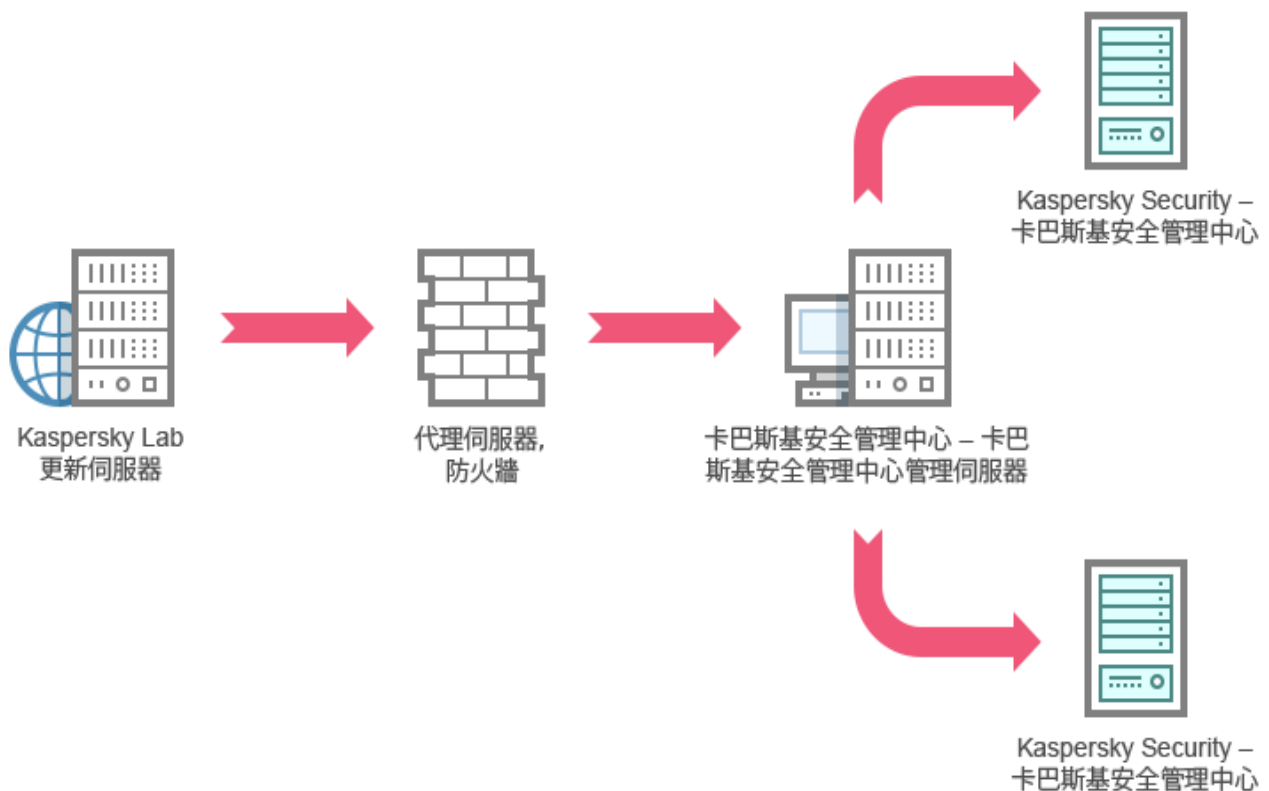 Kaspersky Security –
卡巴斯基安全管理中心
Kaspersky Lab
更新伺服器
代理伺服器,
防火牆
卡巴斯基安全管理中心 – 卡巴
斯基安全管理中心管理伺服器
Kaspersky Security –
卡巴斯基安全管理中心